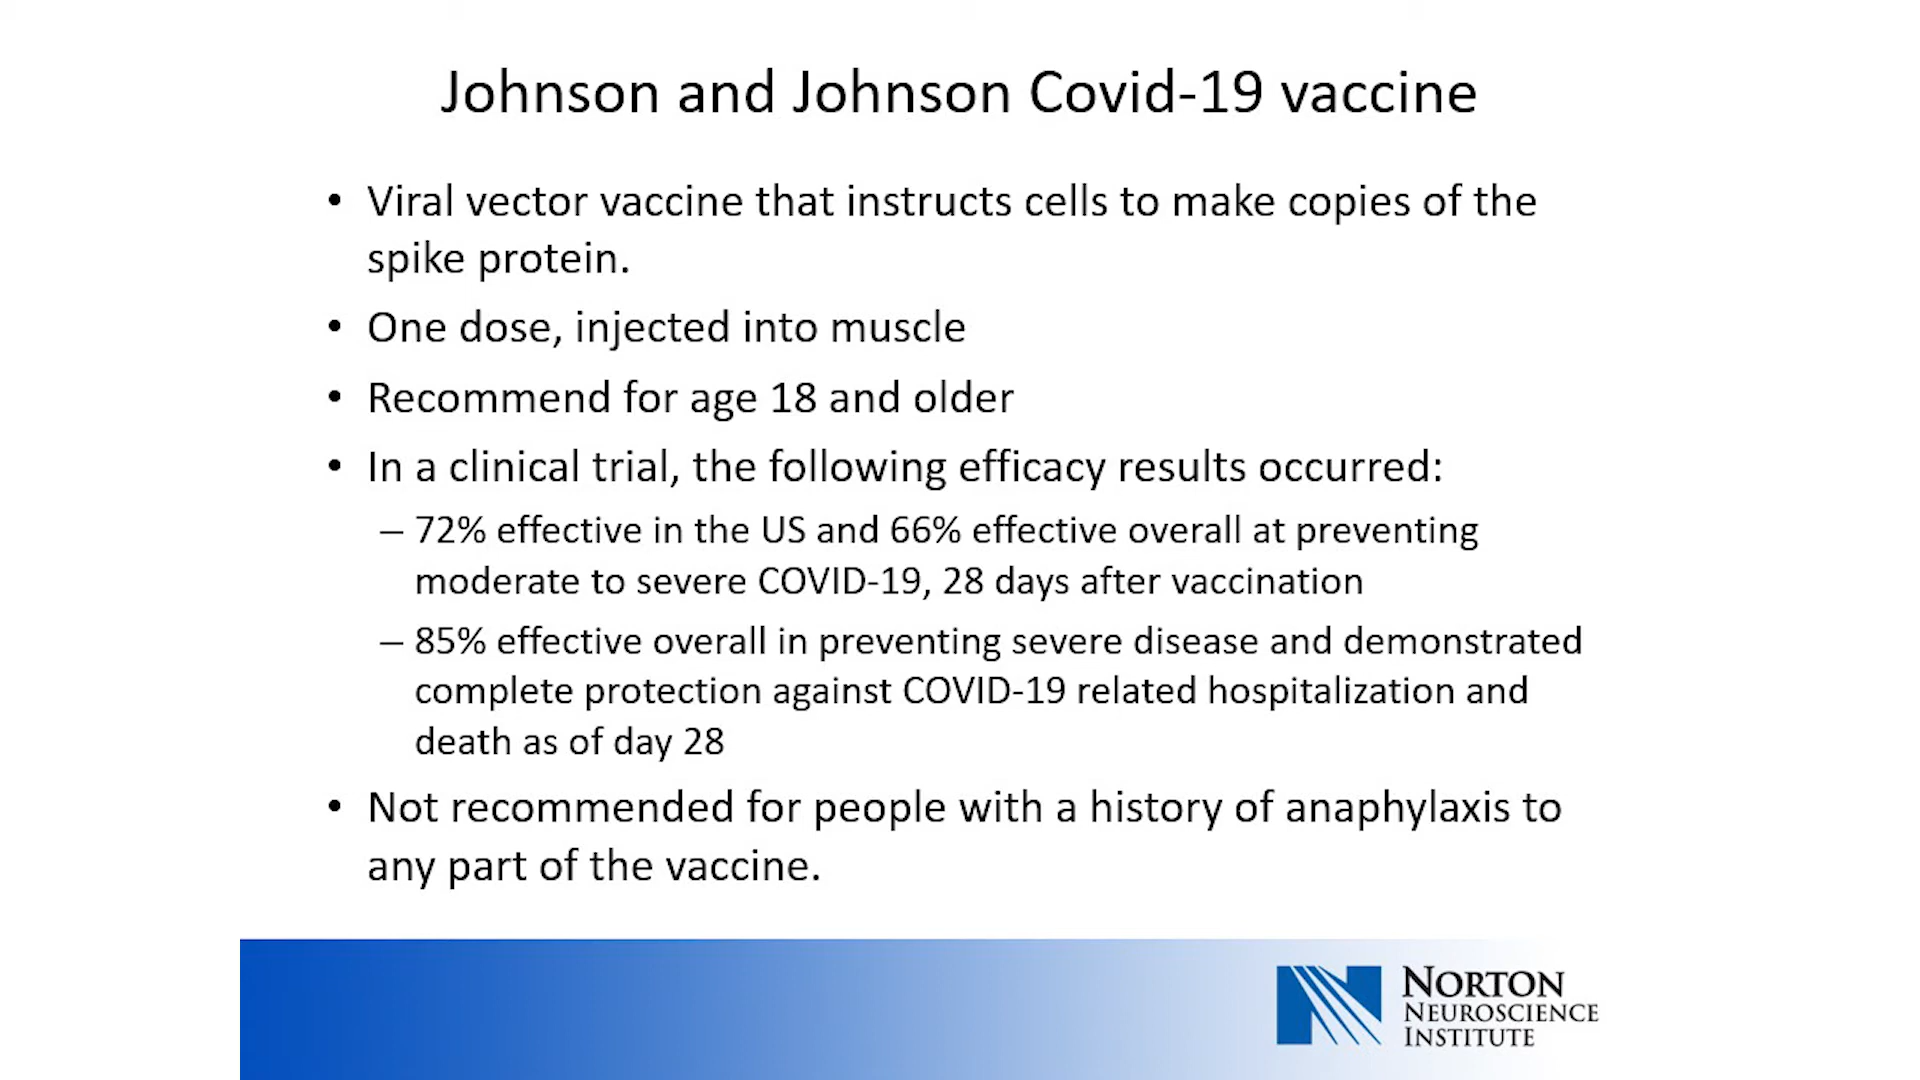 Johnson and Johnson Covid-19 vaccine
• Viral vector vaccine that instructs cells to make copies of the
spike protein.
• One dose, injected into muscle
• Recommend for age 18 and older
• In a clinical trial, the following efficacy results occurred:
– 72% effective in the US and 66% effective overall at preventing
moderate to severe COVID-19, 28 days after vaccination
– 85% effective overall in preventing severe disease and demonstrated
complete protection against COVID-19 related hospitalization and
death as of day 28
• Not recommended for people with a history of anaphylaxis to
any part of the vaccine.
NORTON
NEUROSCIENCE
INSTITUTE